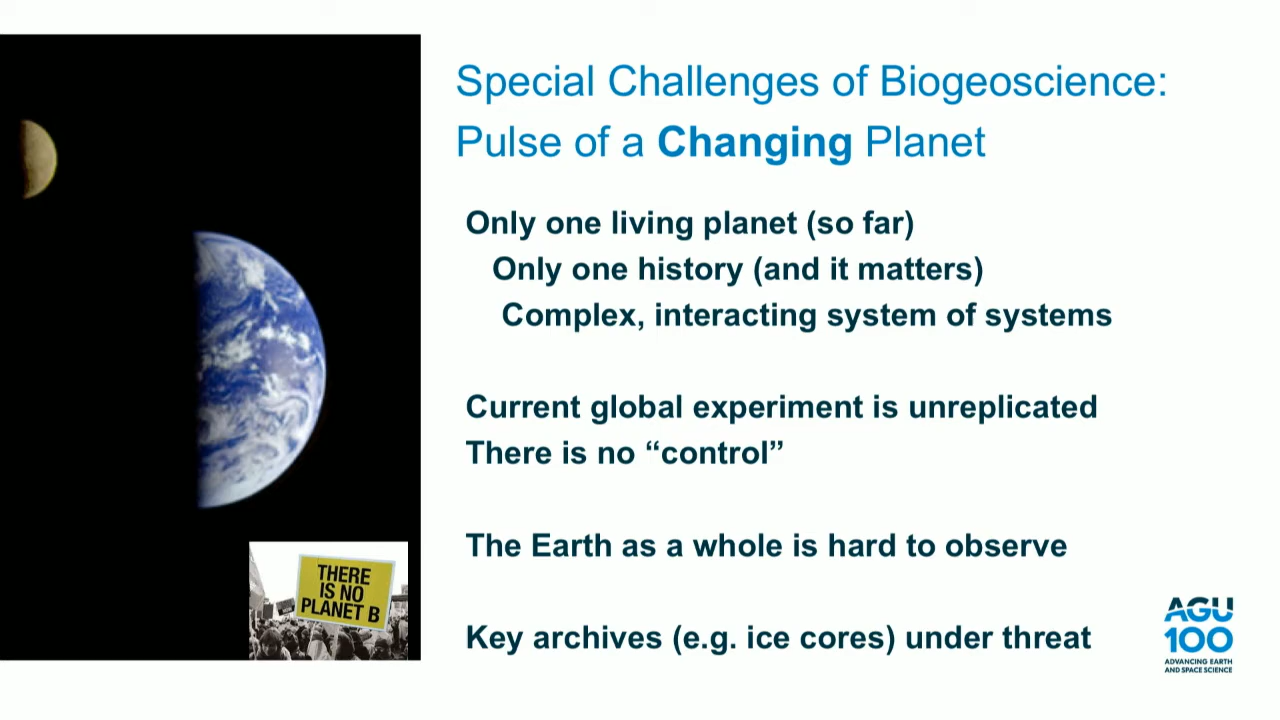 Special Challenges of Biogeoscience:
Pulse of a Changing Planet
Only one living planet (so far)
Only one history (and it matters)
Complex, interacting system of systems
Current global experiment is unreplicated
There is no “control”
The Earth as a whole is hard to observe
Key archives (e.g. ice cores) under threat
THERE
IS NO
PLANET B
AGU
100
ADVANCING EARTH
AND SPACE SCIENCE